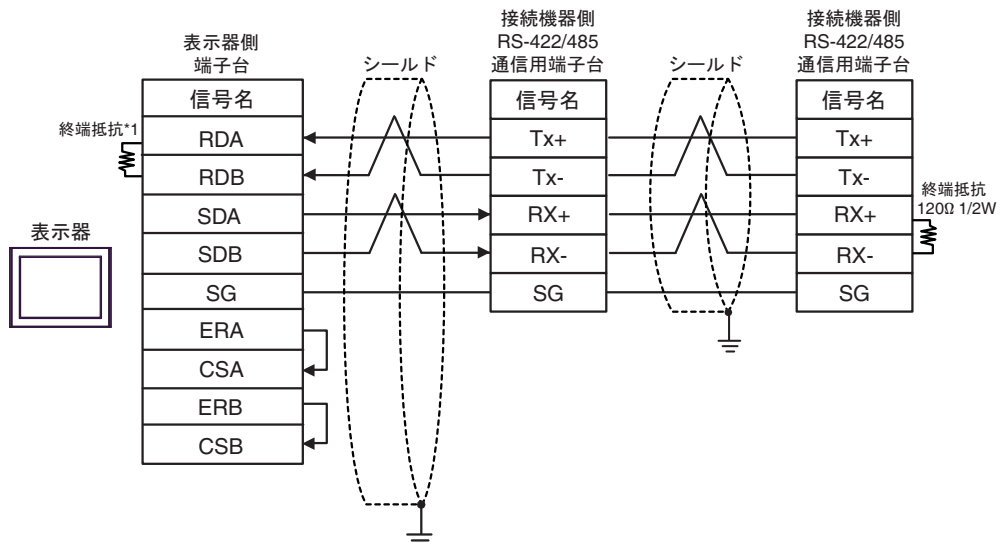 表示器側
端子台
信号名
RDA
RDB
SDA
SDB
SG
ERA
CSA
ERB
CSB
終端抵抗*1
表示器
シールド
接続機器側
RS-422/485
通信用端子台
信号名
Tx+
Tx-
RX+
RX-
SG
シールド
接続機器側
RS-422/485
通信用端子台
信号名
Tx+
Tx-
RX+
RX-
SG
終端抵抗
120Ω 1/2W